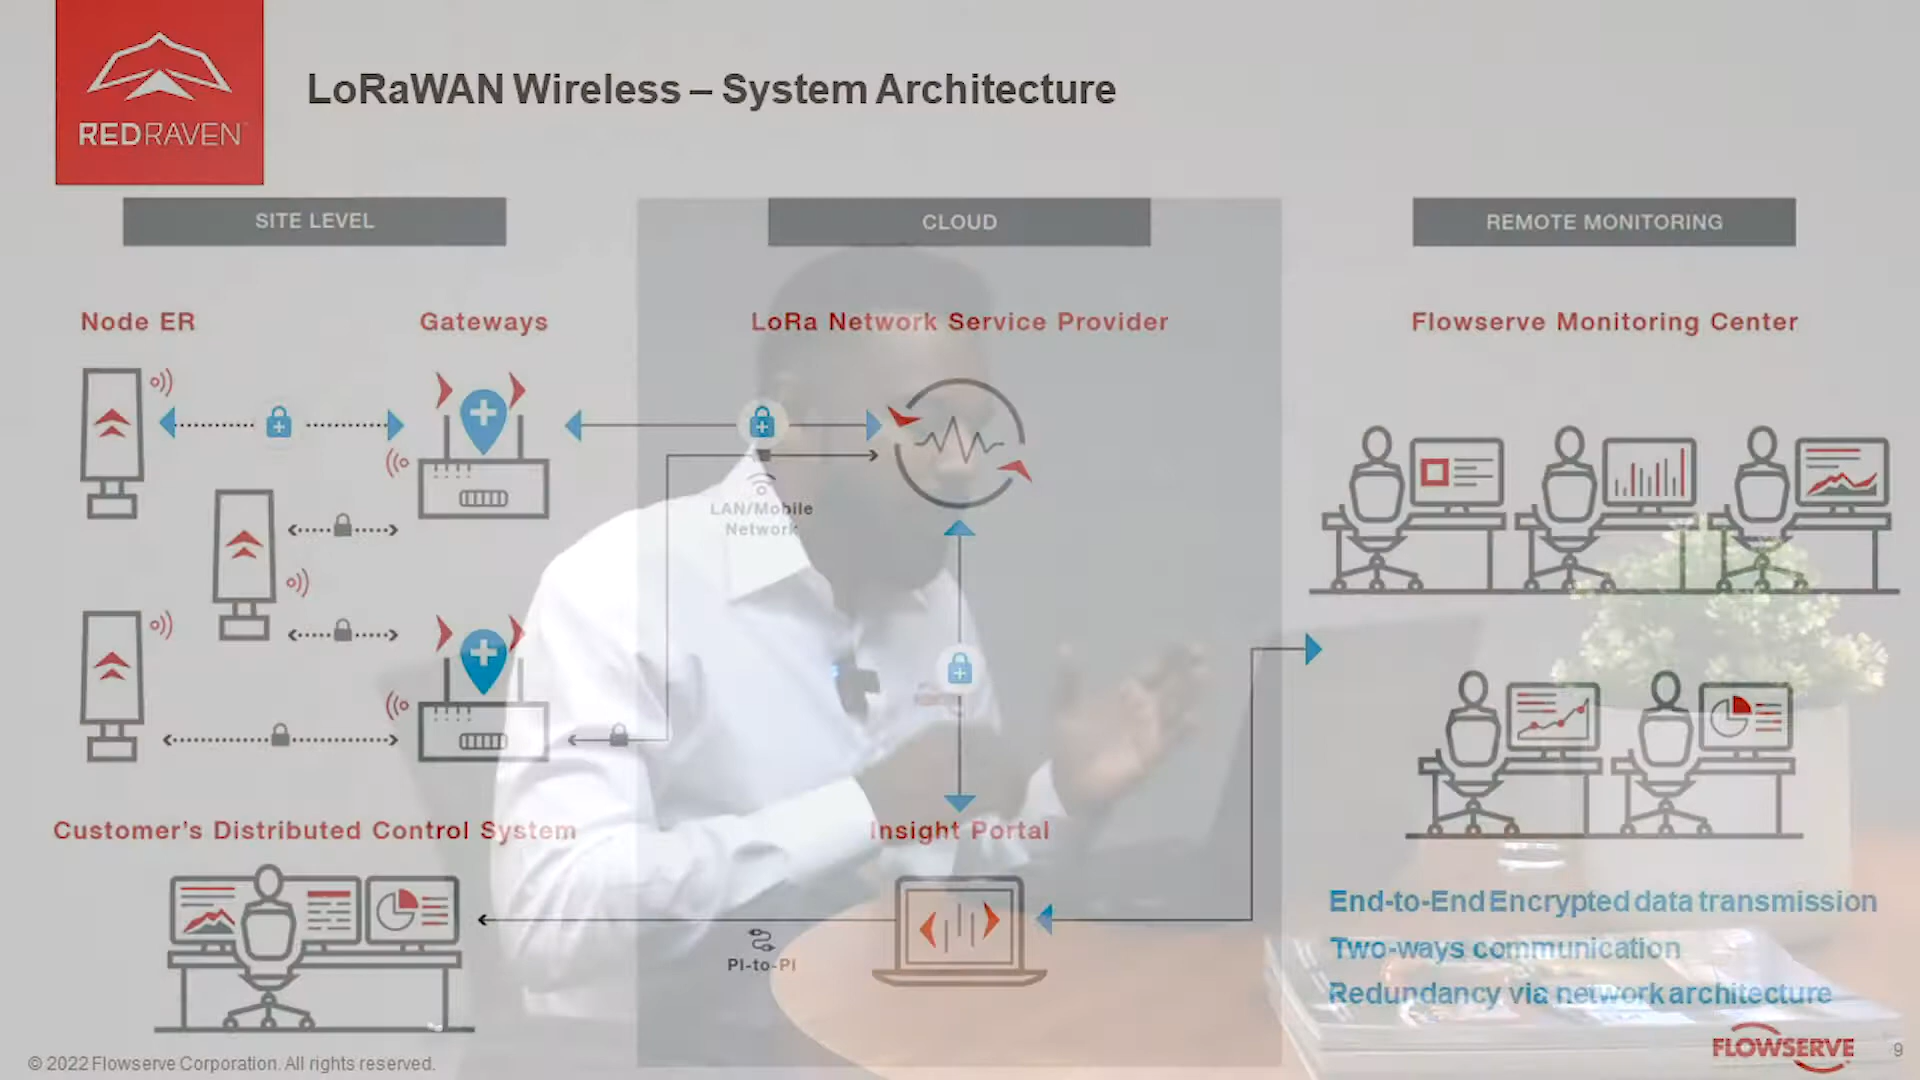 REDRAVEN
LoRaWAN Wireless – System Architecture
SITE LEVEL
CLOUD
REMOTE MONITORING
Node ER
Gateways
LoRa Network Service Provider
Flowserve Monitoring Center
LAN/Mobile
Network
Customer's Distributed Control System
Insight Portal
PI-to-PI
End-to-End Encrypted data transmission
Two-ways communication
Redundancy via network architecture
© 2022 Flowserve Corporation. All rights reserved.
FLOWSERVE
9